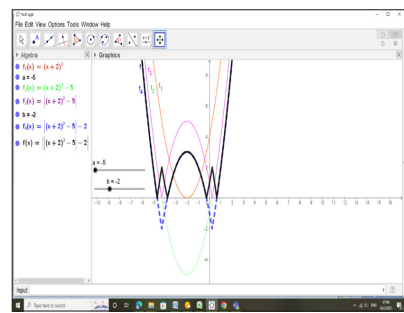 File Edit View Options Tools Window Help
Algebra
Graphics
f₁(x) = (x + 2)²
a = -5
f₂(x) = (x + 2)² - 5
f₃(x) = |(x + 2)² - 5|
b = -2
f₄(x) = |(x + 2)² - 5| - 2
f(x) = ||(x + 2)² - 5| - 2|
a = -5
b = -2
Input:
Type here to search
ENG